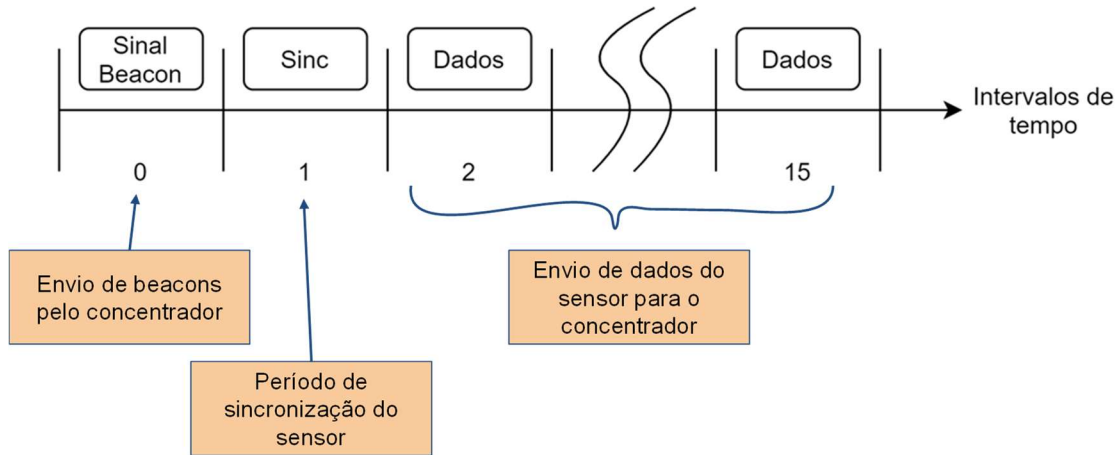 Sinal
Beacon
Sinc
Dados
Dados
Intervalos de
tempo
0
1
2
15
Envio de beacons
pelo concentrador
Envio de dados do
sensor para o
concentrador
Período de
sincronização do
sensor